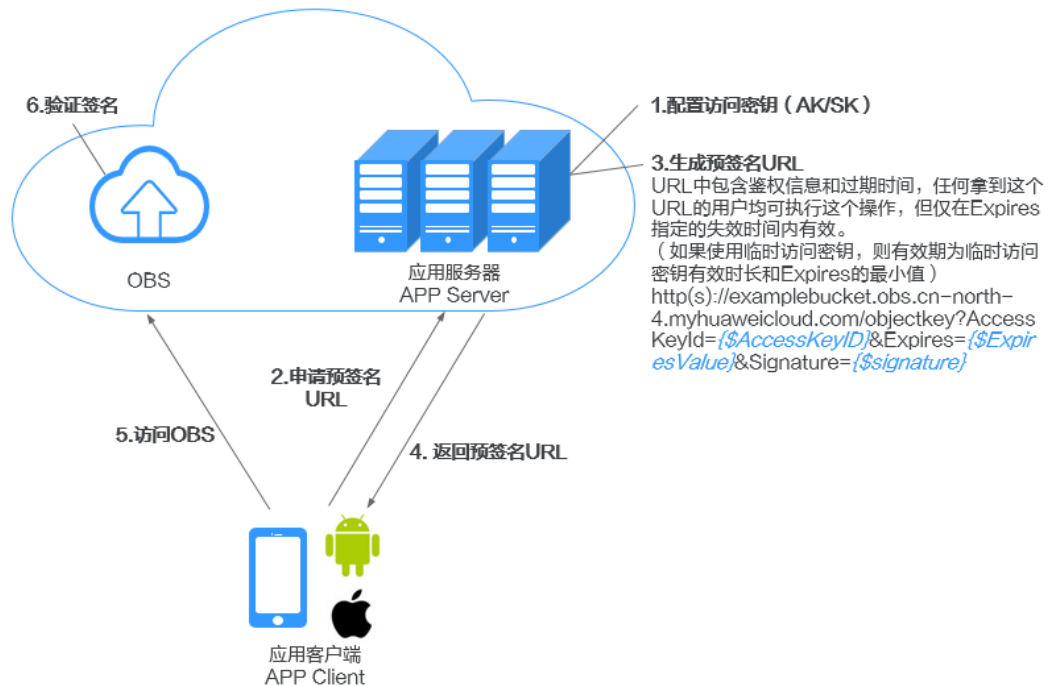 6.验证签名
1.配置访问密钥（AK/SK）
3.生成预签名URL
URL中包含鉴权信息和过期时间，任何拿到这个
URL的用户均可执行这个操作，但仅在Expires
指定的失效时间内有效。
（如果使用临时访问密钥，则有效期为临时访问
密钥有效时长和Expires的最小值）
http(s)://examplebucket.obs.cn-north-
4.myhuaweicloud.com/objectkey?Access
KeyId={$AccessKeyID}&Expires={$Expir
esValue}&Signature={$signature}
OBS
应用服务器
APP Server
2.申请预签名
URL
5.访问OBS
4. 返回预签名URL
应用客户端
APP Client